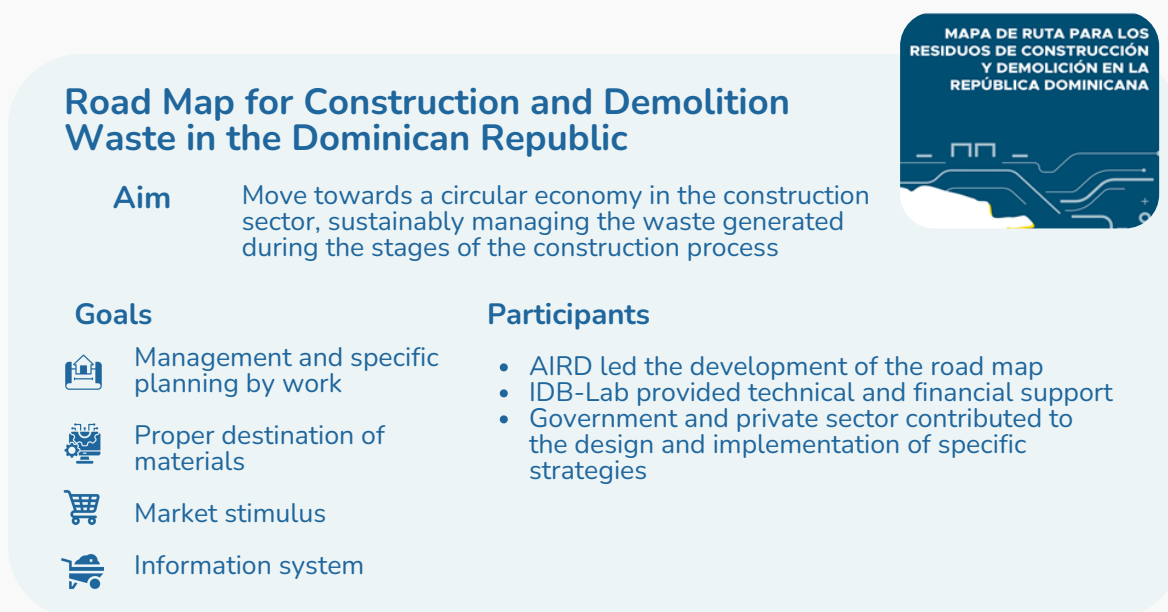 MAPA DE RUTA PARA LOS
RESIDUOS DE CONSTRUCCIÓN
Y DEMOLICIÓN EN LA
REPÚBLICA DOMINICANA
Road Map for Construction and Demolition
Waste in the Dominican Republic
Aim
Move towards a circular economy in the construction
sector, sustainably managing the waste generated
during the stages of the construction process
Goals
Management and specific
planning by work
Proper destination of
materials
Market stimulus
Information system
Participants
• AIRD led the development of the road map
• IDB-Lab provided technical and financial support
• Government and private sector contributed to
the design and implementation of specific
strategies